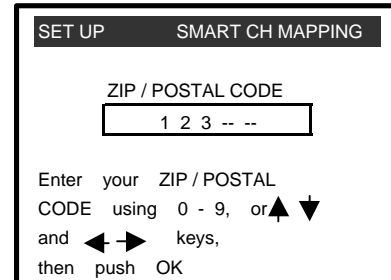 SET UP SMART CH MAPPING
ZIP / POSTAL CODE
1 2 3 -- --
Enter your ZIP / POSTAL
CODE using 0 - 9, or ▲ ▼
and ◀ ▶ keys,
then push OK